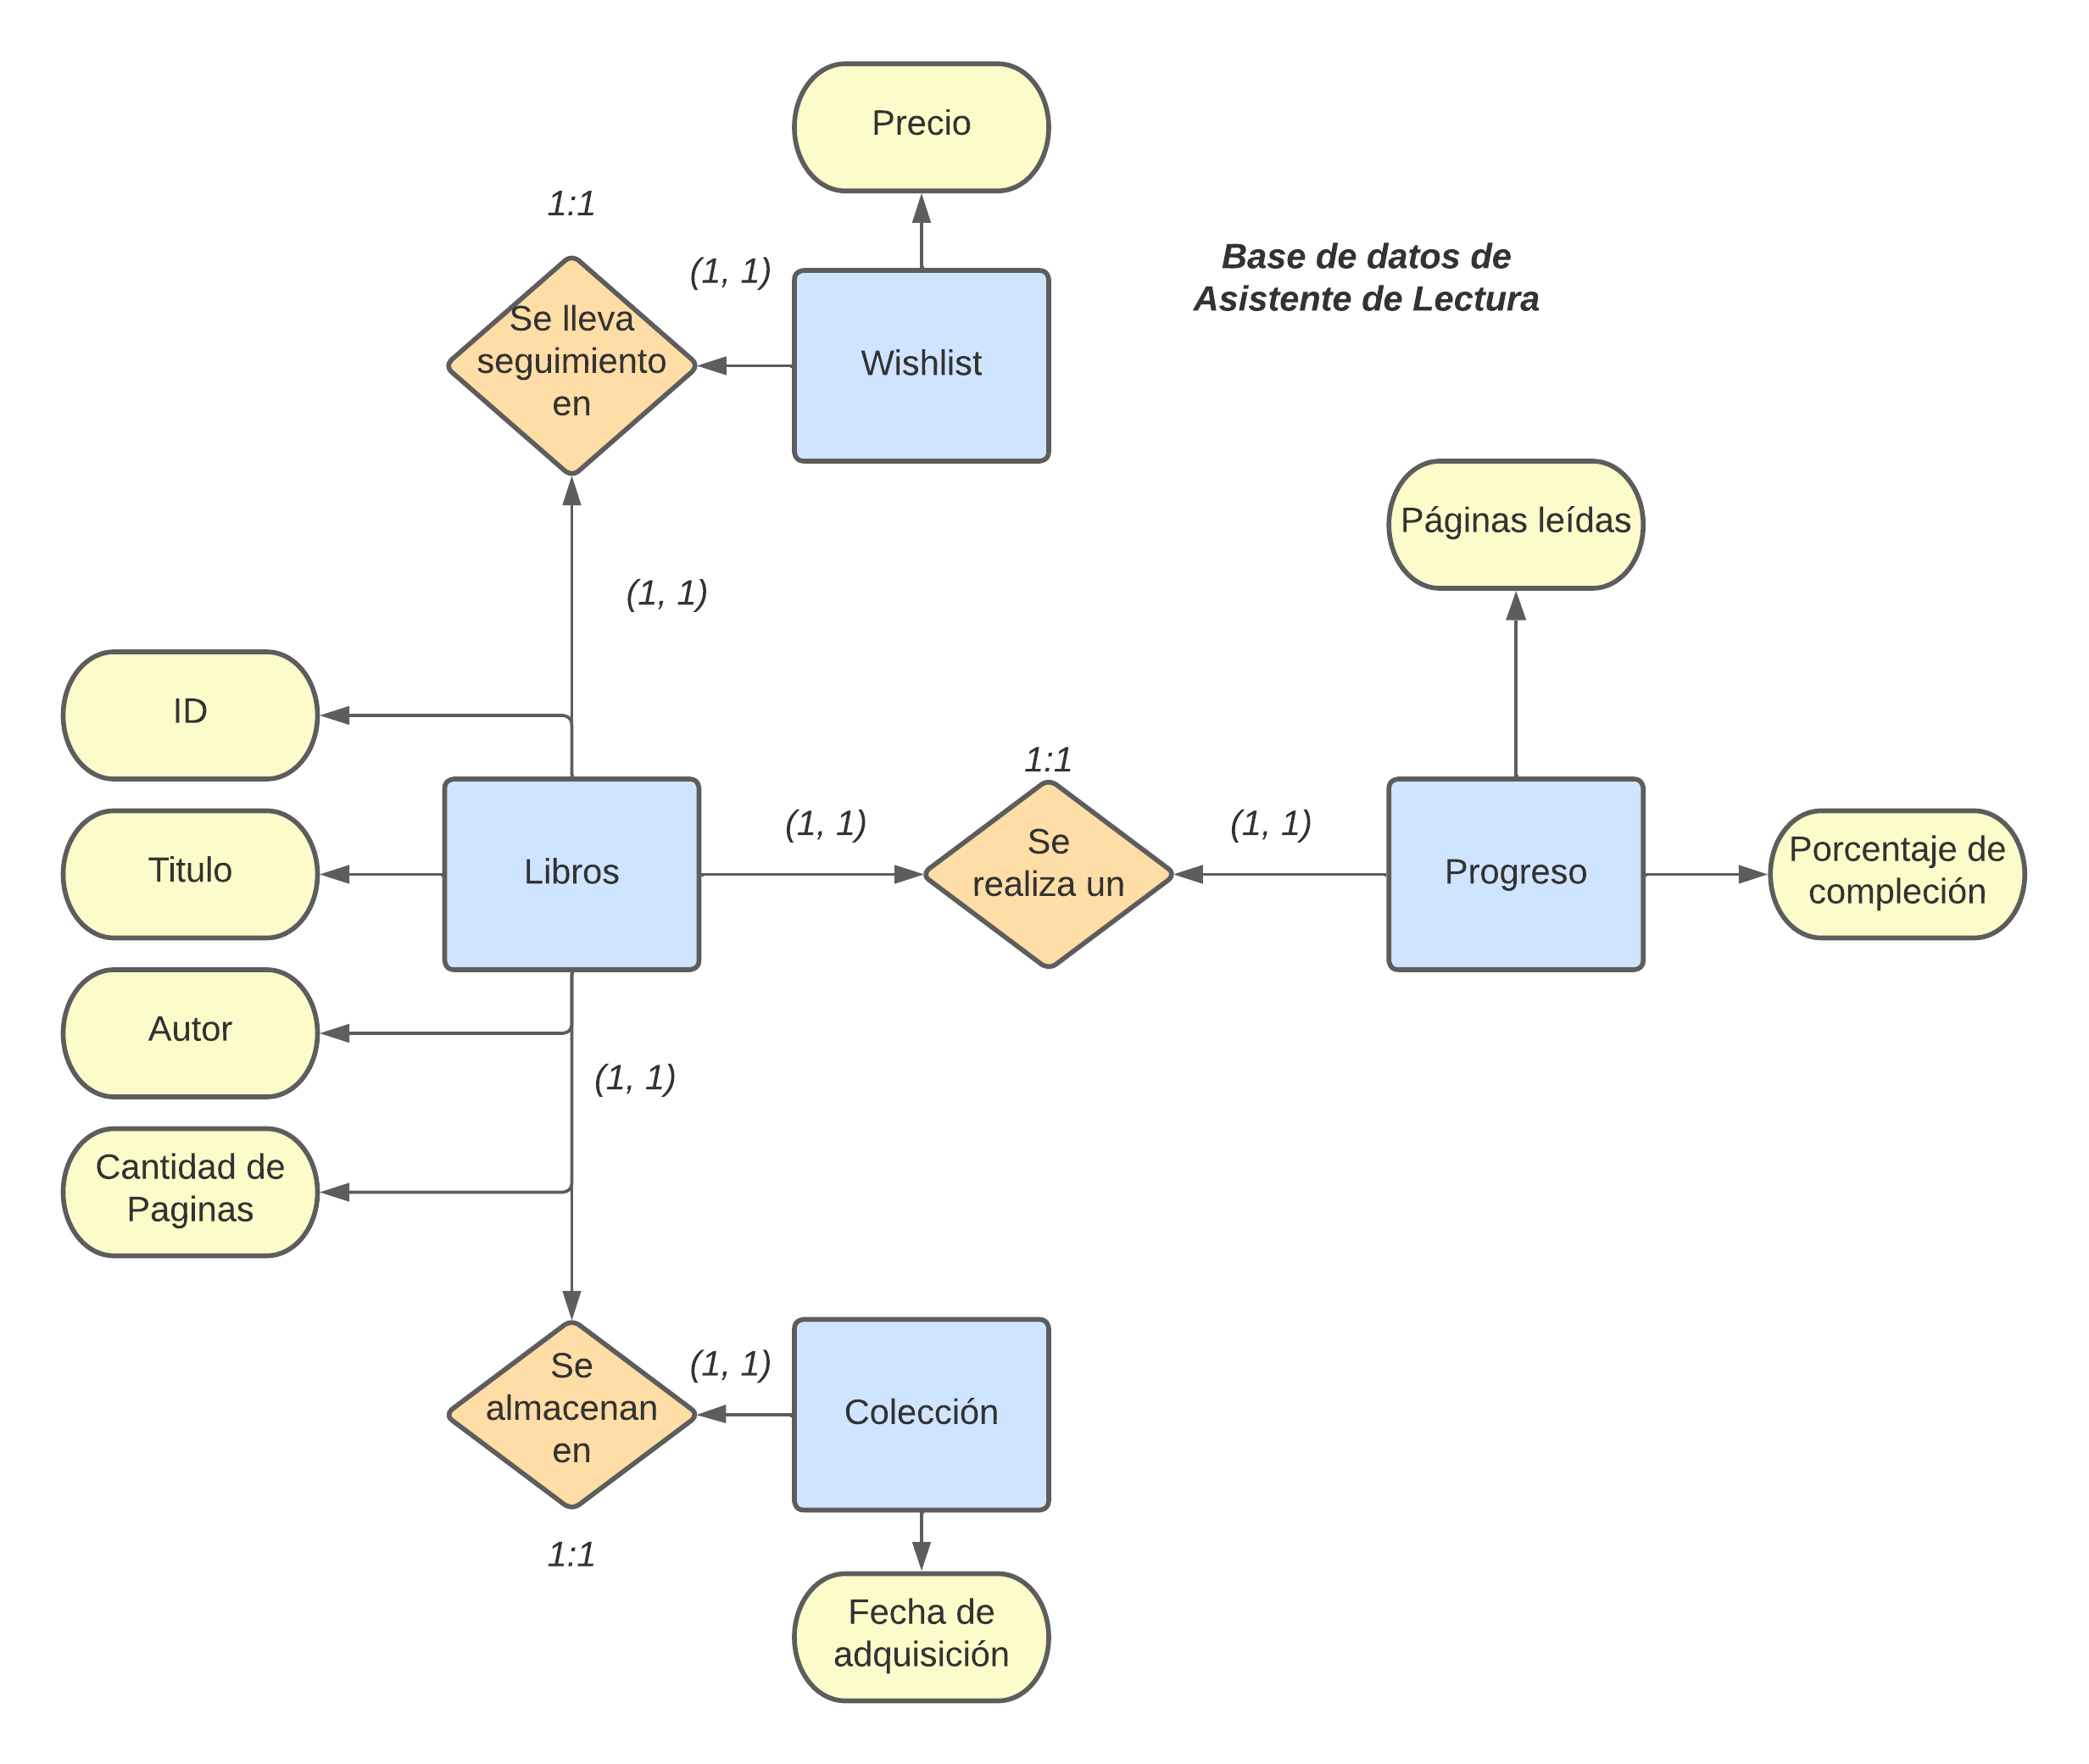 Precio
1:1
(1, 1)
Base de datos de
Asistente de Lectura
Se lleva
seguimiento
en
Wishlist
Páginas leídas
(1, 1)
ID
1:1
(1, 1)
(1, 1)
Titulo
Libros
Se
realiza un
Progreso
Porcentaje de
compleción
Autor
(1, 1)
Cantidad de
Paginas
(1, 1)
Se
almacenan
en
Colección
1:1
Fecha de
adquisición